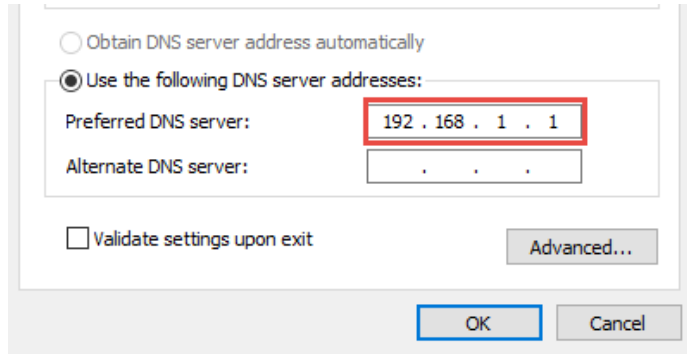 Obtain DNS server address automatically
Use the following DNS server addresses:
Preferred DNS server: 192 . 168 . 1 . 1
Alternate DNS server: . . .
Validate settings upon exit
Advanced...
OK Cancel